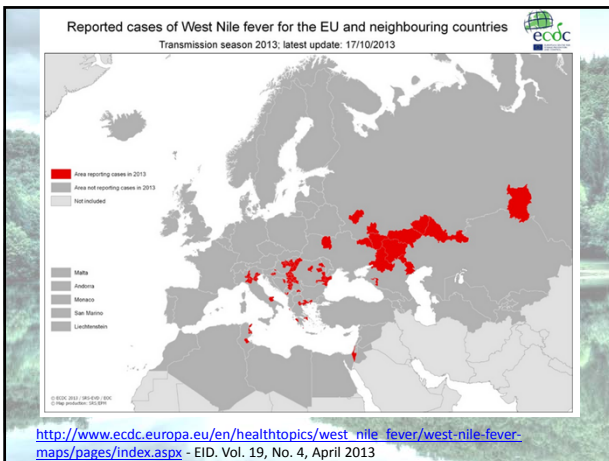 Reported cases of West Nile fever for the EU and neighbouring countries
Transmission season 2013; latest update: 17/10/2013
ecdc
Area reporting cases in 2013
Area not reporting cases in 2013
Not included
Malta
Andorra
Monaco
San Marino
Liechtenstein
http://www.ecdc.europa.eu/en/healthtopics/west_nile_fever/west-nile-fever-
maps/pages/index.aspx - EID. Vol. 19, No. 4, April 2013